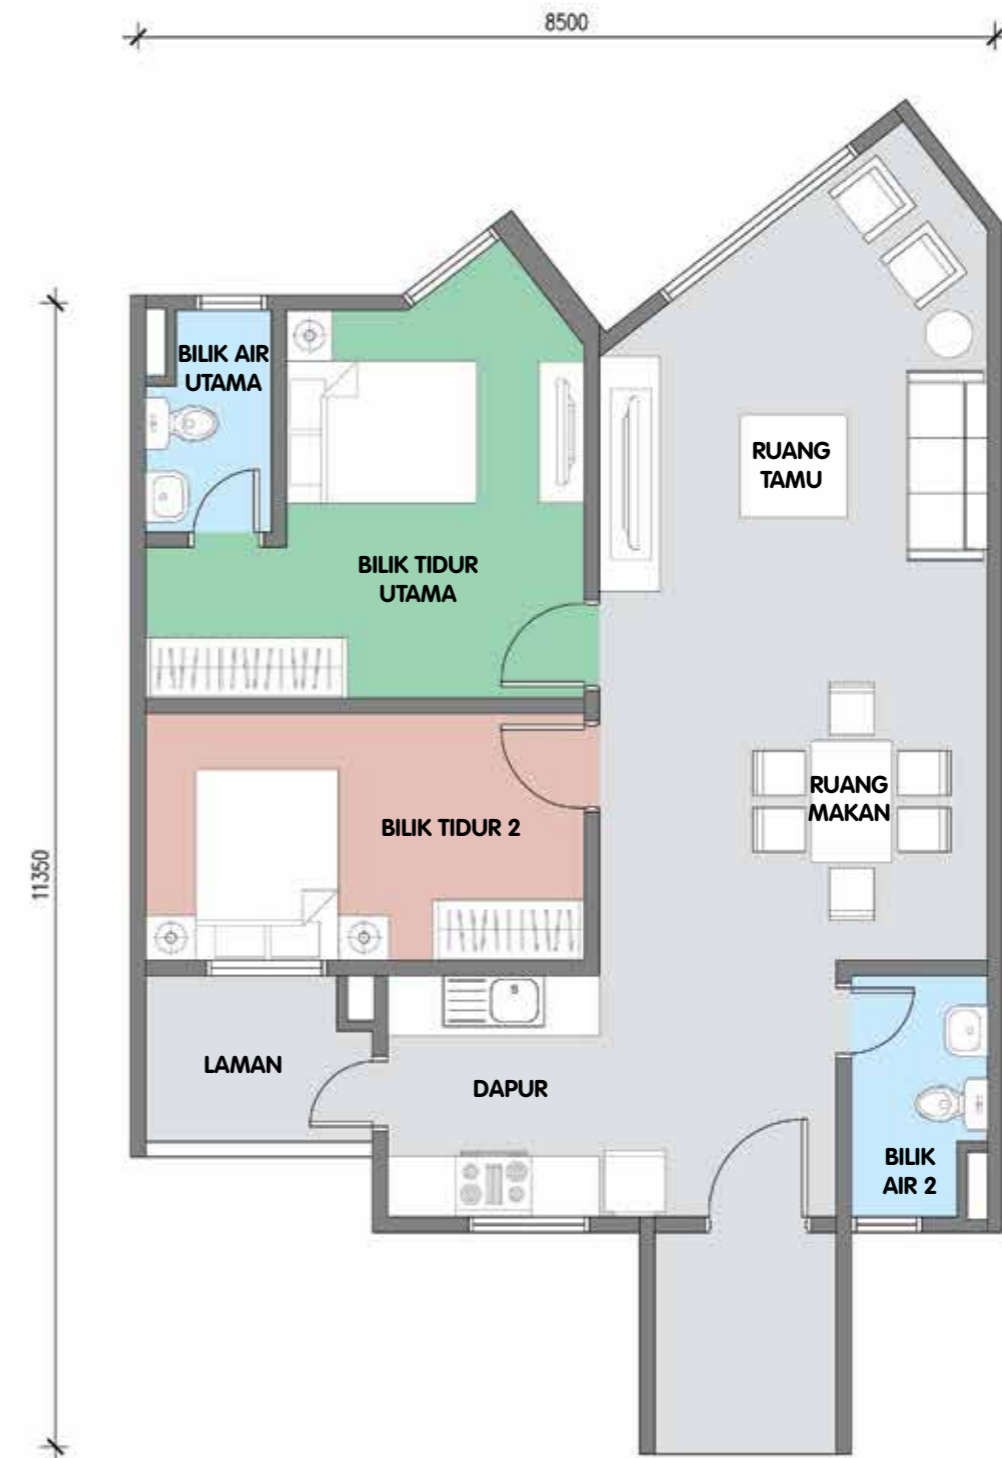 8500
BILIK AIR
UTAMA
RUANG
TAMU
BILIK TIDUR
UTAMA
RUANG
MAKAN
BILIK TIDUR 2
11350
S
LAMAN
DAPUR
BILIK
AIR 2